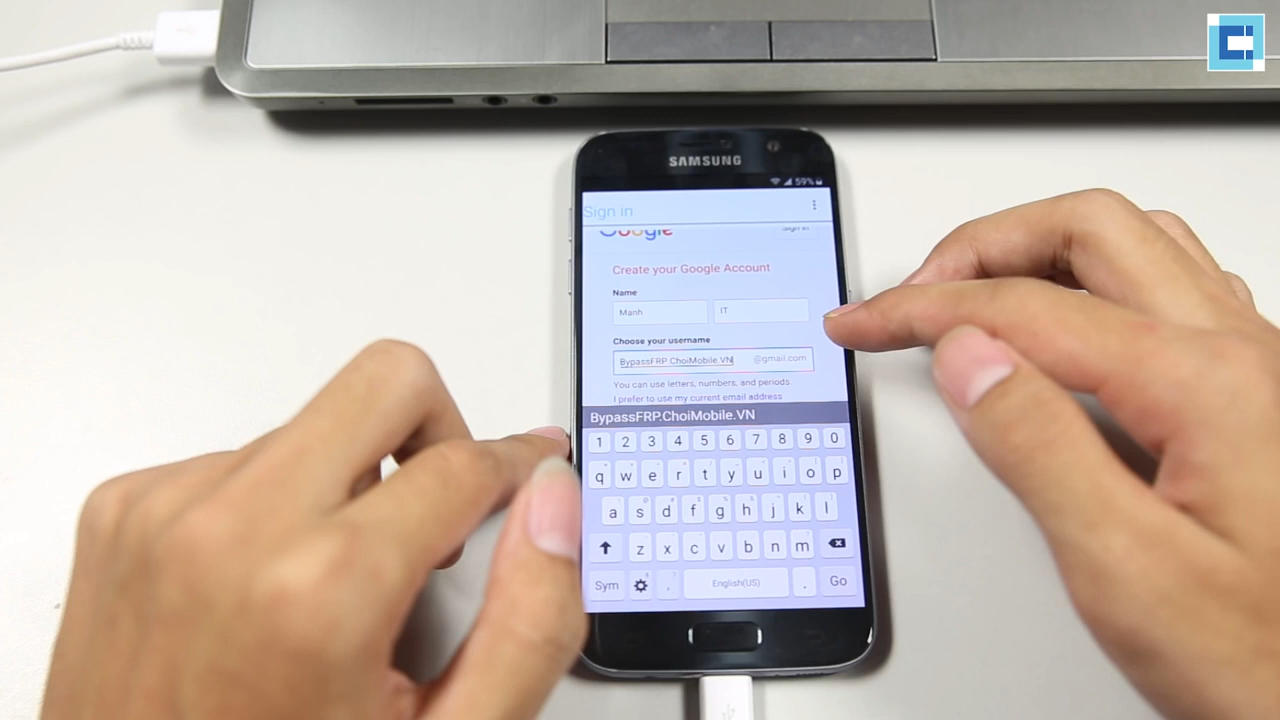 SAMSUNG
59%
Sign in
Google
Sign in
Create your Google Account
Name
Manh IT
Choose your username
BypassFRP.ChoiMobile.VN @gmail.com
You can use letters, numbers, and periods.
I prefer to use my current email address
BypassFRP.ChoiMobile.VN
1 2 3 4 5 6 7 8 9 0
q w e r t y u i o p
a s d f g h j k l
z x c v b n m
Sym , English(US) . Go